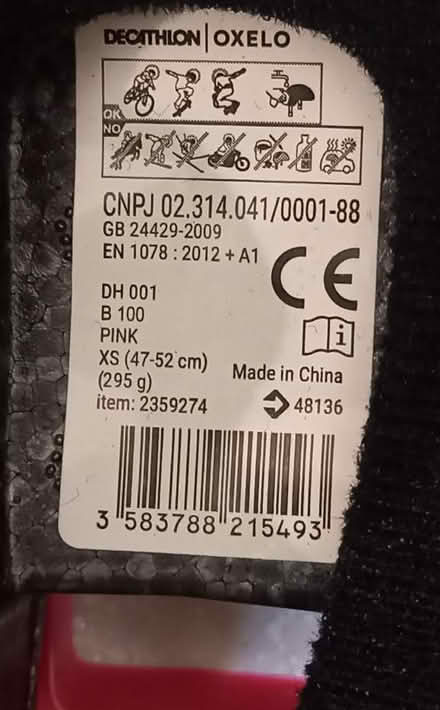 DECATHLON | OXELO
OK
NO
CNPJ 02.314.041/0001-88
GB 24429-2009
EN 1078 : 2012 + A1
CE
DH 001
B 100
PINK
XS (47-52 cm)
(295 g)
i
Made in China
item: 2359274
48136
3 583788 215493